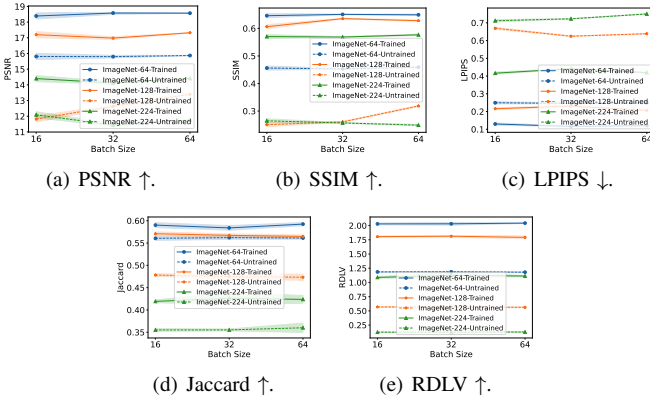 19
18
17
16
15
14
13
12
11
PSNR
ImageNet-64-Trained
ImageNet-64-Untrained
ImageNet-128-Trained
ImageNet-128-Untrained
ImageNet-224-Trained
ImageNet-224-Untrained
16 32 64
Batch Size
(a) PSNR ↑.
0.6
0.5
0.4
0.3
SSIM
ImageNet-64-Trained
ImageNet-64-Untrained
ImageNet-128-Trained
ImageNet-128-Untrained
ImageNet-224-Trained
ImageNet-224-Untrained
16 32 64
Batch Size
(b) SSIM ↑.
0.7
0.6
0.5
0.4
0.3
0.2
0.1
LPIPS
ImageNet-64-Trained
ImageNet-64-Untrained
ImageNet-128-Trained
ImageNet-128-Untrained
ImageNet-224-Trained
ImageNet-224-Untrained
16 32 64
Batch Size
(c) LPIPS ↓.
0.60
0.55
0.50
0.45
0.40
0.35
Jaccard
ImageNet-64-Trained
ImageNet-64-Untrained
ImageNet-128-Trained
ImageNet-128-Untrained
ImageNet-224-Trained
ImageNet-224-Untrained
16 32 64
Batch Size
(d) Jaccard ↑.
2.00
1.75
1.50
1.25
1.00
0.75
0.50
0.25
RDLV
ImageNet-64-Trained
ImageNet-64-Untrained
ImageNet-128-Trained
ImageNet-128-Untrained
ImageNet-224-Trained
ImageNet-224-Untrained
16 32 64
Batch Size
(e) RDLV ↑.